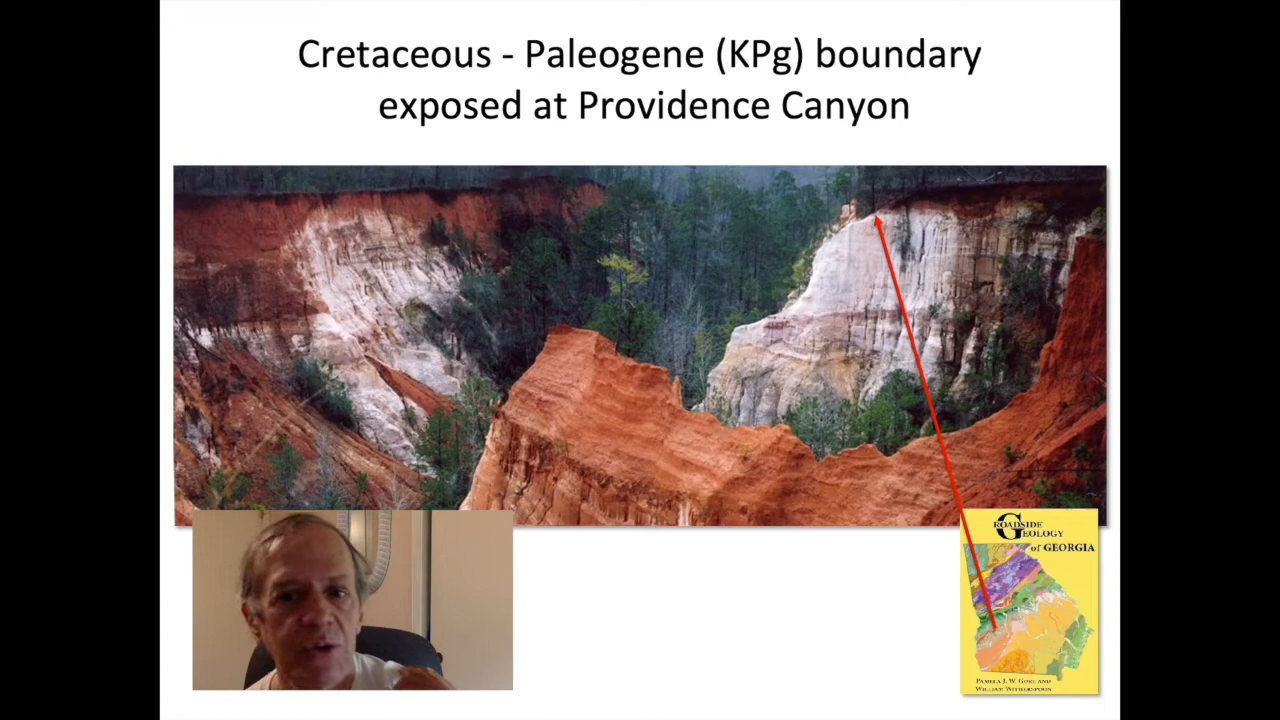 Cretaceous - Paleogene (KPg) boundary
exposed at Providence Canyon
ROADSIDE
GEOLOGY
of GEORGIA
PAMELA J. W. GORE AND
WILLIAM WITHERSPOON